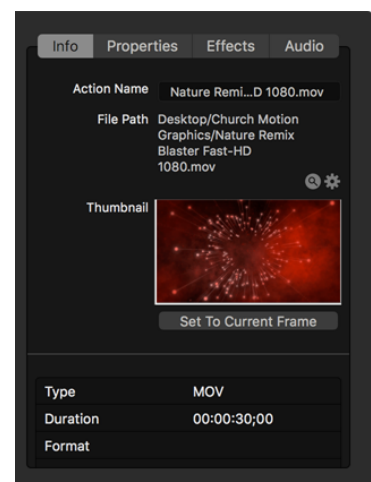 Info Properties Effects Audio
Action Name Nature Remi...D 1080.mov
File Path Desktop/Church Motion
Graphics/Nature Remix
Blaster Fast-HD
1080.mov
Thumbnail
Set To Current Frame
Type MOV
Duration 00:00:30;00
Format